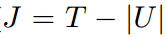 J = T − |U|